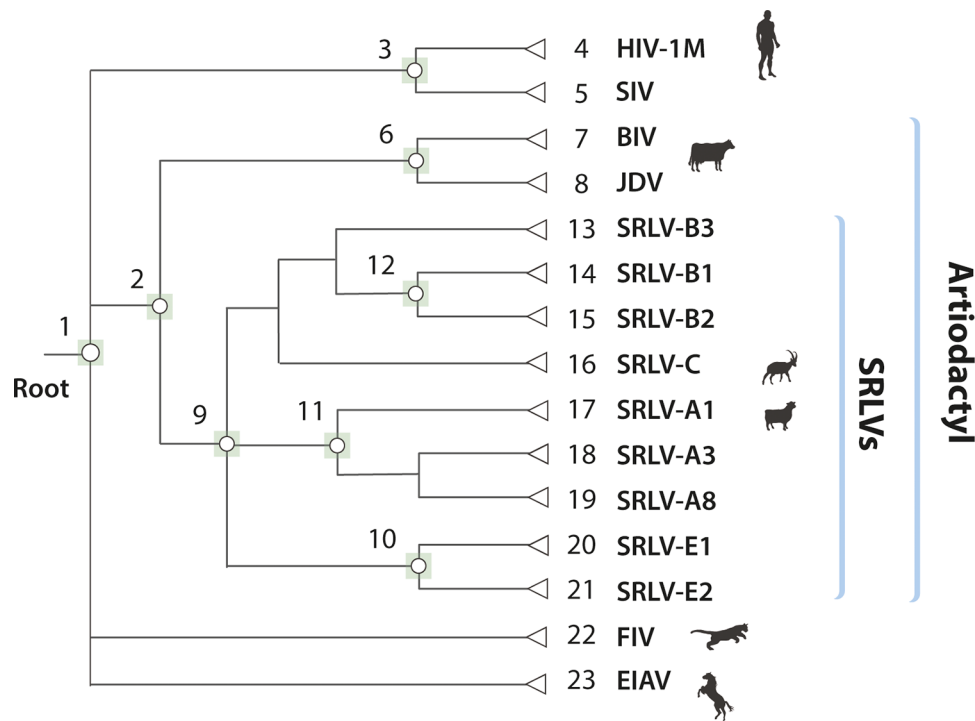 3
4 HIV-1M
5 SIV
6
7 BIV
8 JDV
13 SRLV-B3
12
14 SRLV-B1
2
15 SRLV-B2
1
16 SRLV-C
Root
9
11
17 SRLV-A1
18 SRLV-A3
19 SRLV-A8
10
20 SRLV-E1
21 SRLV-E2
22 FIV
23 EIAV
SRLVs
Artiodactyl